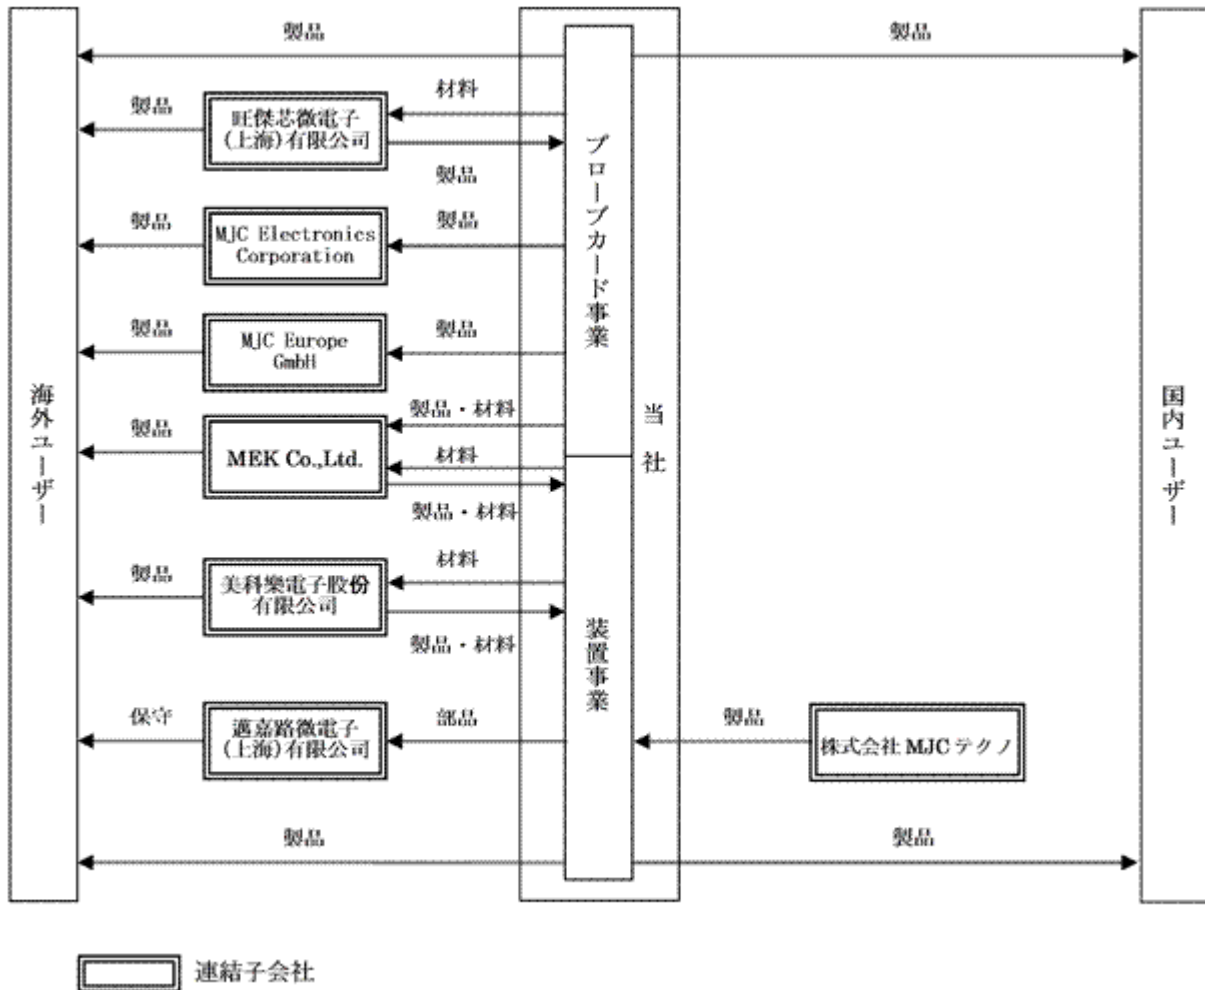 製品
製品
材料
製品
旺傑芯微電子
(上海)有限公司
製品
製品
製品
MJC Electronics
Corporation
製品
製品
MJC Europe
GmbH
プローブカード事業
製品・材料
製品
MEK Co.,Ltd.
材料
製品・材料
海外ユーザー
当社
国内ユーザー
材料
製品
美科樂電子股份
有限公司
製品・材料
装置事業
保守
邁嘉路微電子
(上海)有限公司
部品
製品
株式会社 MJC テクノ
製品
製品
連結子会社